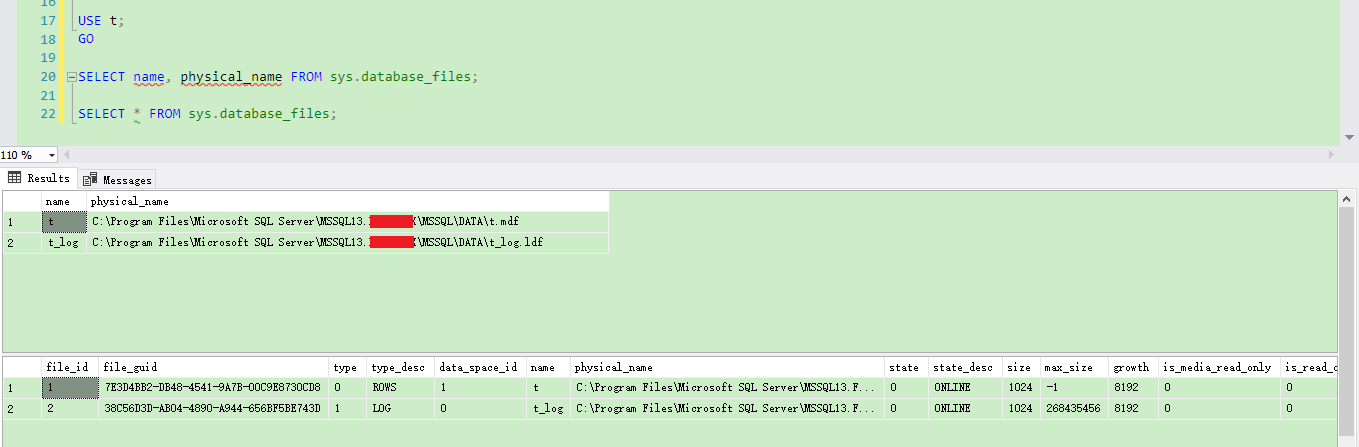 16
17 USE t;
18 GO
19
20 SELECT name, physical_name FROM sys.database_files;
21
22 SELECT * FROM sys.database_files;
110 %
Results Messages
name physical_name
1 t C:\Program Files\Microsoft SQL Server\MSSQL13. \MSSQL\DATA\t.mdf
2 t_log C:\Program Files\Microsoft SQL Server\MSSQL13. \MSSQL\DATA\t_log.ldf
file_id file_guid type type_desc data_space_id name physical_name state state_desc size max_size growth is_media_read_only is_read_o
1 1 7E3D4BB2-DB48-4541-9A7B-00C9E8730CD8 0 ROWS 1 t C:\Program Files\Microsoft SQL Server\MSSQL13.F... 0 ONLINE 1024 -1 8192 0 0
2 2 38C56D3D-AB04-4890-A944-656BF5BE743D 1 LOG 0 t_log C:\Program Files\Microsoft SQL Server\MSSQL13.F... 0 ONLINE 1024 268435456 8192 0 0